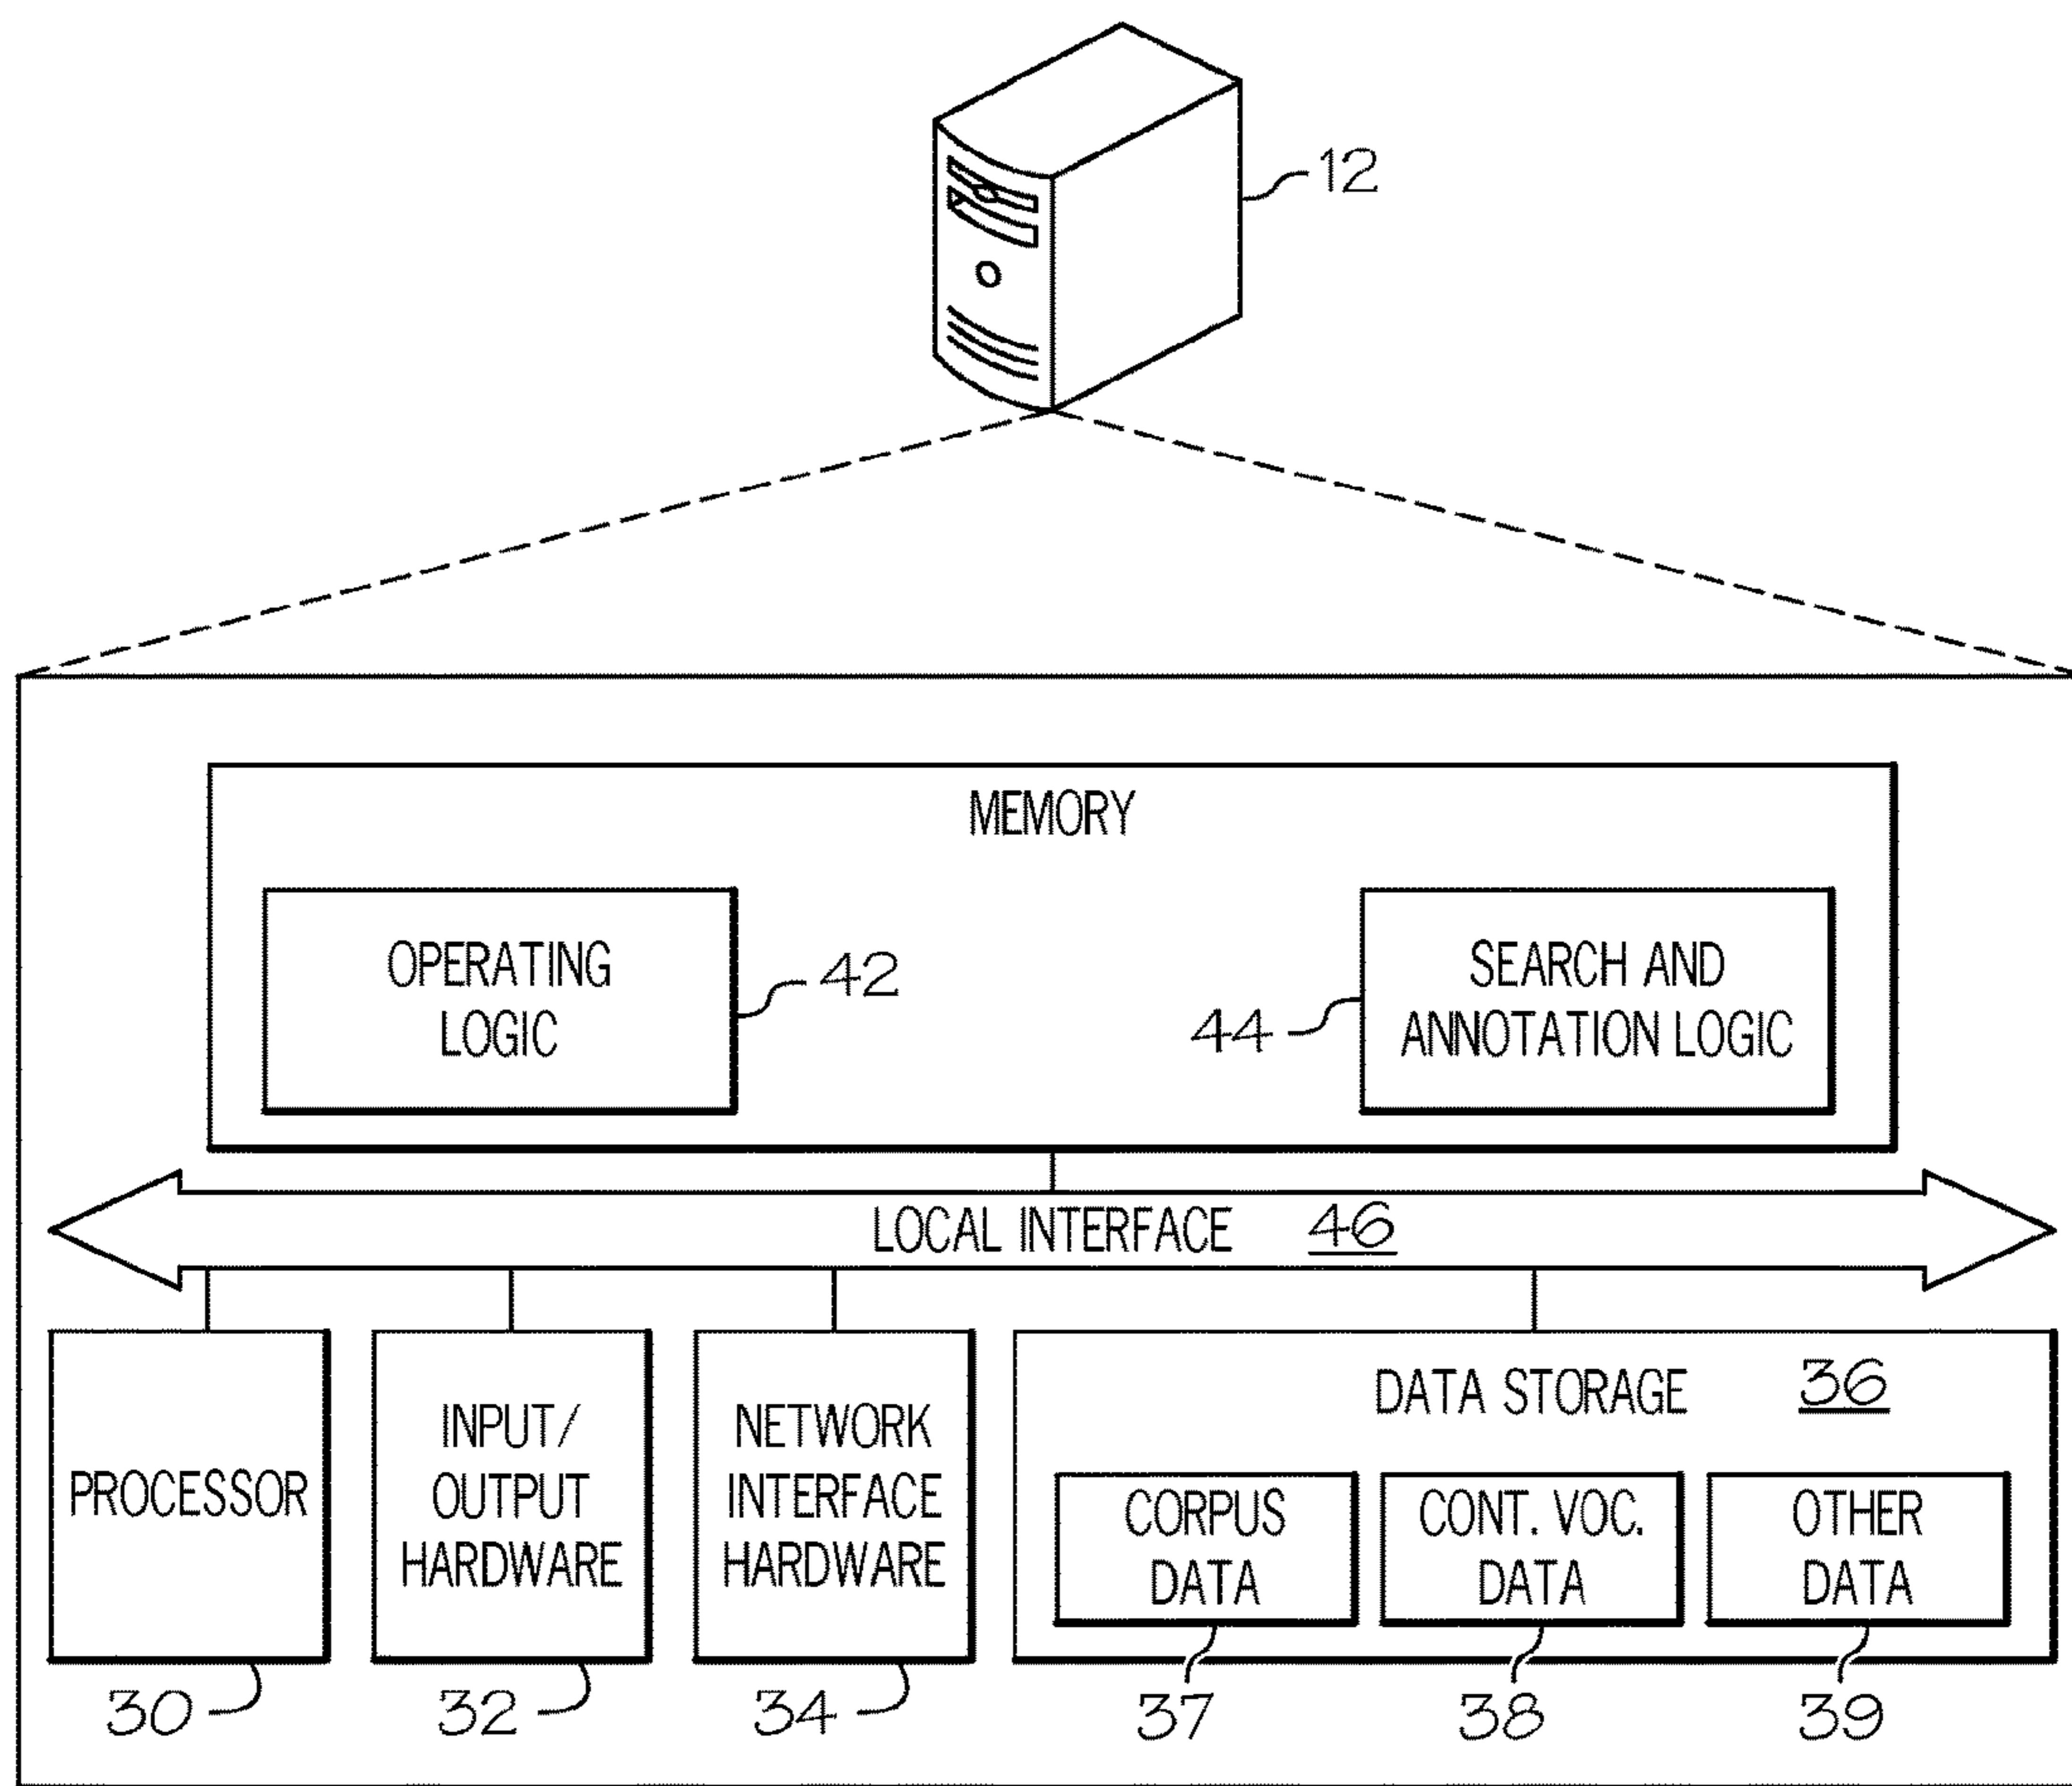 12
MEMORY
OPERATING
LOGIC
42
44
SEARCH AND
ANNOTATION LOGIC
LOCAL INTERFACE 46
PROCESSOR
30
INPUT/
OUTPUT
HARDWARE
32
NETWORK
INTERFACE
HARDWARE
34
DATA STORAGE 36
CORPUS
DATA
37
CONT. VOC.
DATA
38
OTHER
DATA
39